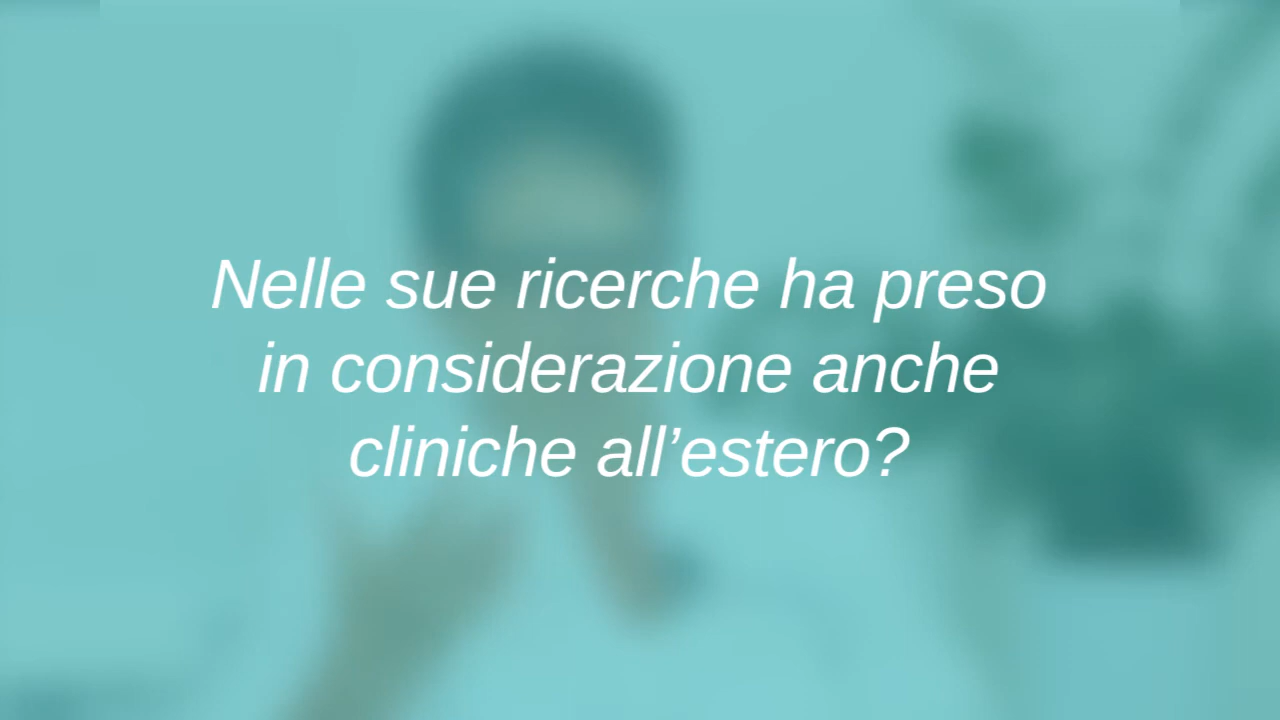 Nelle sue ricerche ha preso
in considerazione anche
cliniche all’estero?